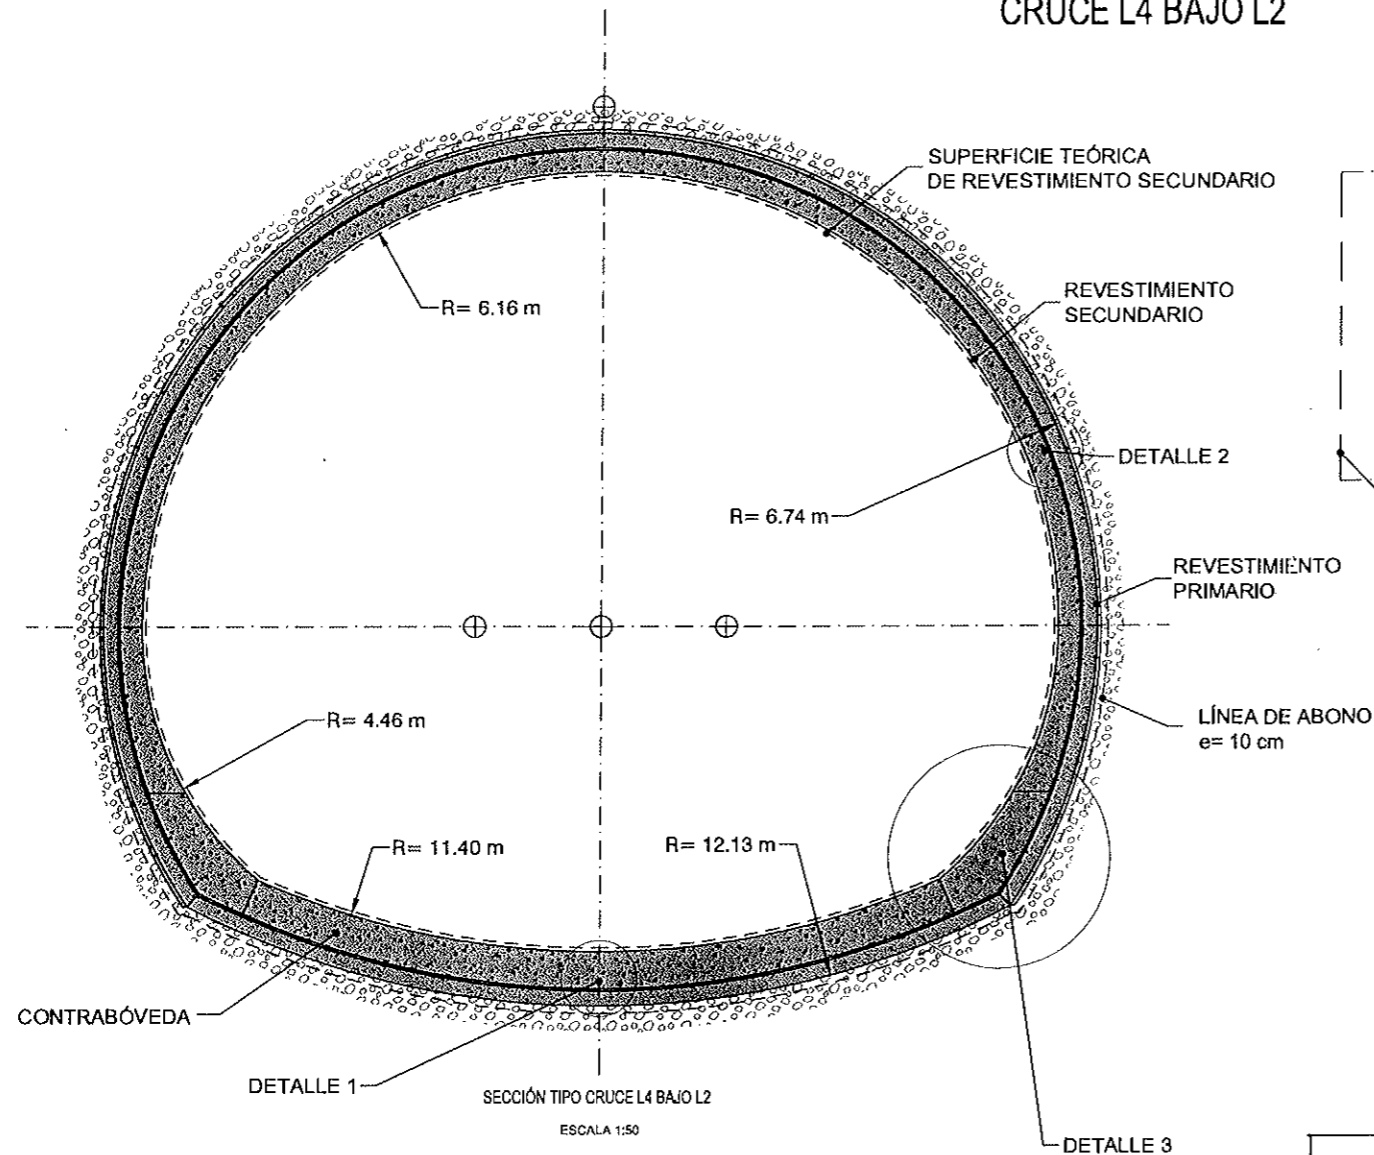 CRUCE L4 BAJO L2
SUPERFICIE TEÓRICA
DE REVESTIMIENTO SECUNDARIO
R= 6.16 m
REVESTIMIENTO
SECUNDARIO
DETALLE 2
R= 6.74 m
REVESTIMIENTO
PRIMARIO
R= 4.46 m
LÍNEA DE ABONO
e= 10 cm
R= 11.40 m
R= 12.13 m
CONTRABÓVEDA
DETALLE 1
SECCIÓN TIPO CRUCE L4 BAJO L2
ESCALA 1:50
DETALLE 3